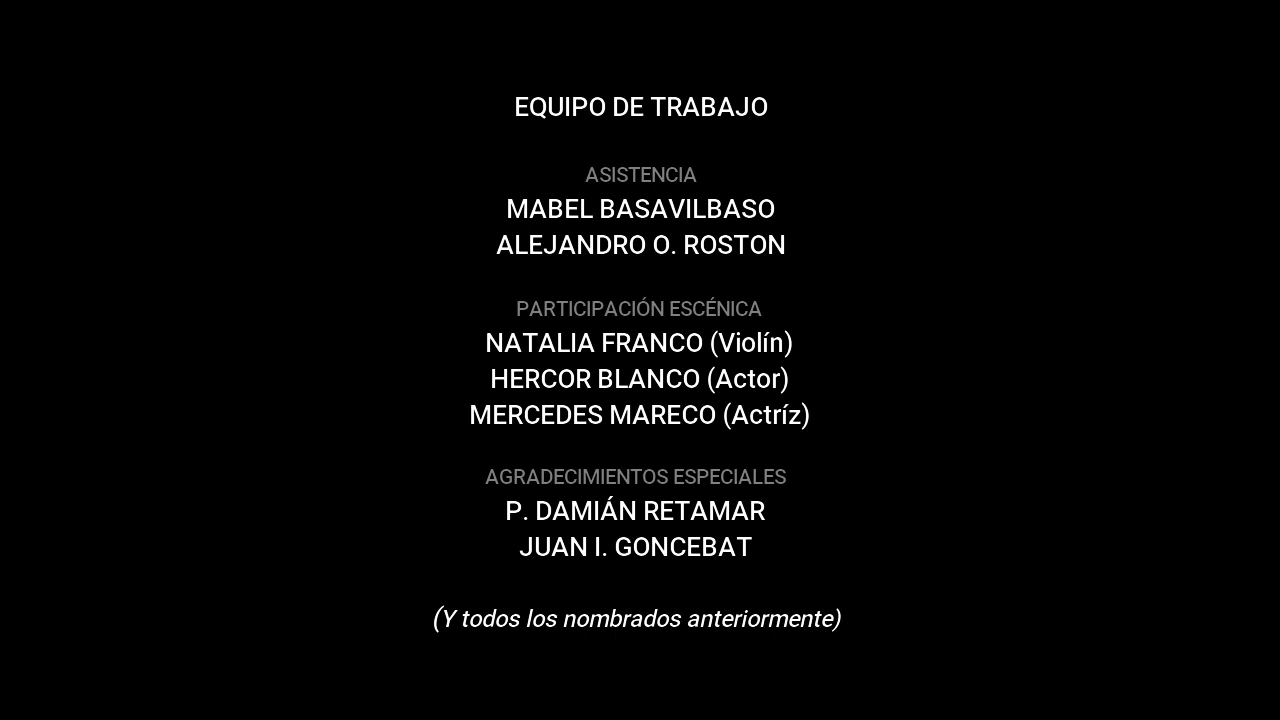 EQUIPO DE TRABAJO
ASISTENCIA
MABEL BASAVILBASO
ALEJANDRO O. ROSTON
PARTICIPACIÓN ESCÉNICA
NATALIA FRANCO (Violín)
HERCOR BLANCO (Actor)
MERCEDES MARECO (Actríz)
AGRADECIMIENTOS ESPECIALES
P. DAMIÁN RETAMAR
JUAN I. GONCEBAT
(Y todos los nombrados anteriormente)